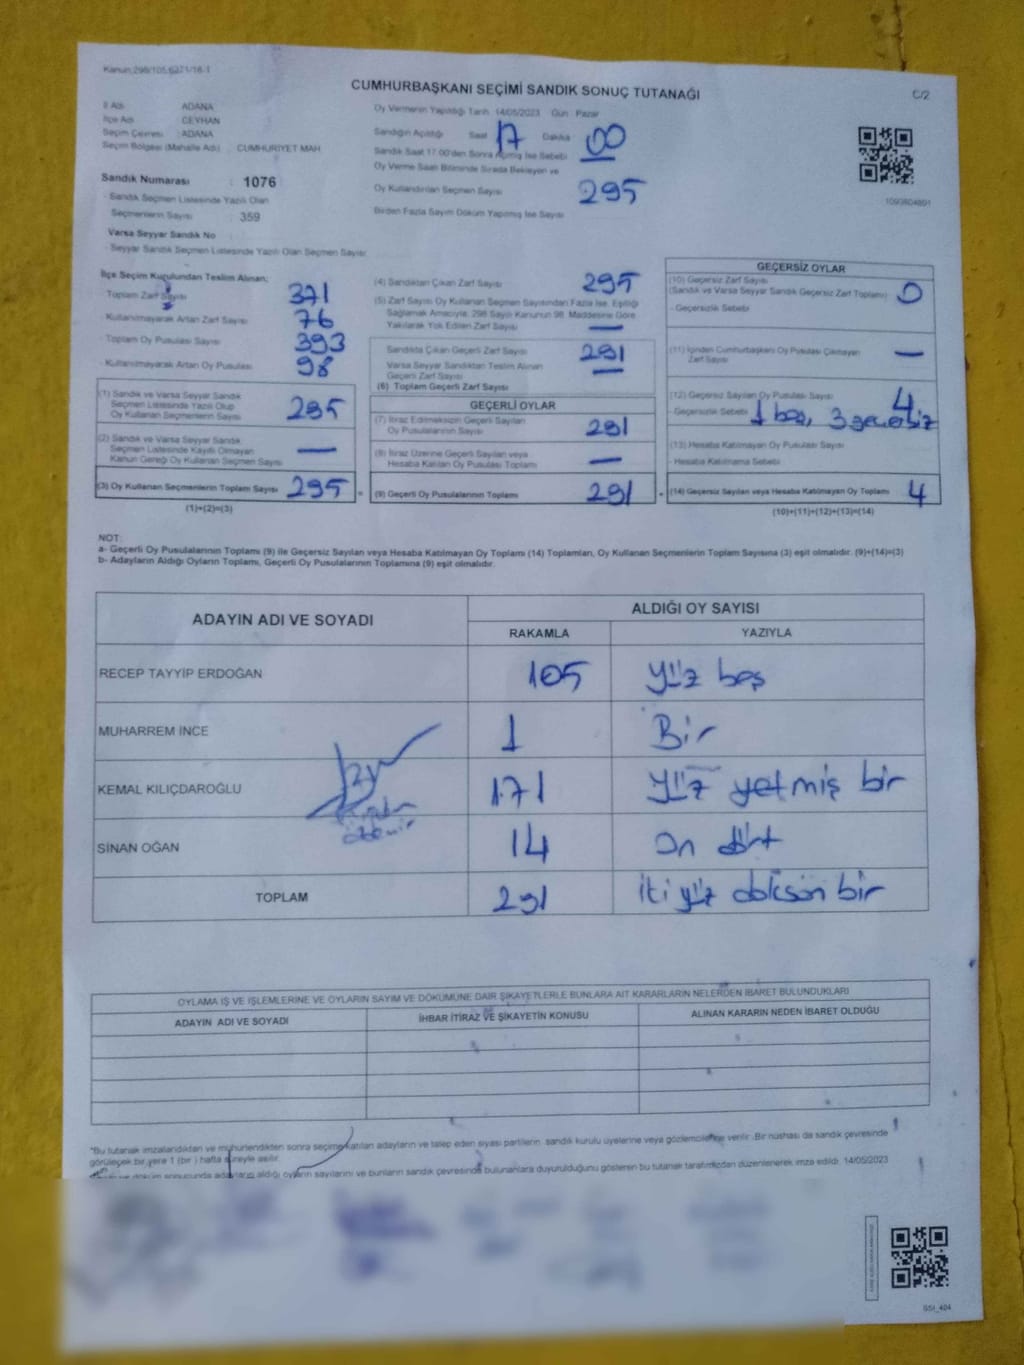 Kanun:298/105,6271/16-1
CUMHURBAŞKANI SEÇİMİ SANDIK SONUÇ TUTANAĞI
C/2
İl Adı : ADANA
İlçe Adı : CEYHAN
Seçim Çevresi : ADANA
Seçim Bölgesi (Mahalle Adı) : CUMHURİYET MAH
Sandık Numarası : 1076
- Sandık Seçmen Listesinde Yazılı Olan
Seçmenlerin Sayısı : 359
Varsa Seyyar Sandık No :
- Seyyar Sandık Seçmen Listesinde Yazılı Olan Seçmen Sayısı:
Oy Vermenin Yapıldığı Tarih 14/05/2023 Gün : Pazar
Sandığın Açıldığı Saat 17 Dakika 00
Sandık Saat 17.00'den Sonra Açılmış İse Sebebi
Oy Verme Saati Bitiminde Sırada Bekleyen ve
Oy Kullandırılan Seçmen Sayısı 295
Birden Fazla Sayım Döküm Yapılmış İse Sayısı
1093804891
İlçe Seçim Kurulundan Teslim Alınan;
- Toplam Zarf Sayısı 371
- Kullanılmayarak Artan Zarf Sayısı 76
- Toplam Oy Pusulası Sayısı 393
- Kullanılmayarak Artan Oy Pusulası 98
(1) Sandık ve Varsa Seyyar Sandık
Seçmen Listesinde Yazılı Olup
Oy Kullanan Seçmenlerin Sayısı 295
(2) Sandık ve Varsa Seyyar Sandık
Seçmen Listesinde Kayıtlı Olmayan
Kanun Gereği Oy Kullanan Seçmen Sayısı —
(3) Oy Kullanan Seçmenlerin Toplam Sayısı 295
(1)+(2)=(3)
(4) Sandıktan Çıkan Zarf Sayısı 295
(5) Zarf Sayısı Oy Kullanan Seçmen Sayısından Fazla İse, Eşitliği
Sağlamak Amacıyla, 298 Sayılı Kanunun 98. Maddesine Göre
Yakılarak Yok Edilen Zarf Sayısı —
Sandıkta Çıkan Geçerli Zarf Sayısı 291
Varsa Seyyar Sandıktan Teslim Alınan
Geçerli Zarf Sayısı —
(6) Toplam Geçerli Zarf Sayısı
GEÇERLİ OYLAR
(7) İtiraz Edilmeksizin Geçerli Sayılan
Oy Pusulalarının Sayısı 291
(8) İtiraz Üzerine Geçerli Sayılan veya
Hesaba Katılan Oy Pusulası Toplamı —
(9) Geçerli Oy Pusulalarının Toplamı 291
GEÇERSİZ OYLAR
(10) Geçersiz Zarf Sayısı
(Sandık ve Varsa Seyyar Sandık Geçersiz Zarf Toplamı) 0
- Geçersizlik Sebebi
(11) İçinden Cumhurbaşkanı Oy Pusulası Çıkmayan
Zarf Sayısı —
(12) Geçersiz Sayılan Oy Pusulası Sayısı 4
Geçersizlik Sebebi 1 boş, 3 geçersiz
(13) Hesaba Katılmayan Oy Pusulası Sayısı
- Hesaba Katılmama Sebebi
(14) Geçersiz Sayılan veya Hesaba Katılmayan Oy Toplamı 4
(10)+(11)+(12)+(13)=(14)
NOT:
a- Geçerli Oy Pusulalarının Toplamı (9) ile Geçersiz Sayılan veya Hesaba Katılmayan Oy Toplamı (14) Toplamları, Oy Kullanan Seçmenlerin Toplam Sayısına (3) eşit olmalıdır. (9)+(14)=(3)
b- Adayların Aldığı Oyların Toplamı, Geçerli Oy Pusulalarının Toplamına (9) eşit olmalıdır.
ADAYIN ADI VE SOYADI
ALDIĞI OY SAYISI
RAKAMLA YAZIYLA
RECEP TAYYİP ERDOĞAN 105 Yüz beş
MUHARREM İNCE 1 Bir
KEMAL KILIÇDAROĞLU 171 Yüz yetmiş bir
SİNAN OĞAN 14 On dört
TOPLAM 291 iki yüz doksan bir
OYLAMA İŞ VE İŞLEMLERİNE VE OYLARIN SAYIM VE DÖKÜMÜNE DAİR ŞİKAYETLERLE BUNLARA AİT KARARLARIN NELERDEN İBARET BULUNDUKLARI
ADAYIN ADI VE SOYADI
İHBAR İTİRAZ VE ŞİKAYETİN KONUSU
ALINAN KARARIN NEDEN İBARET OLDUĞU
*Bu tutanak imzalandıktan ve mühürlendikten sonra seçime katılan adayların ve talep eden siyasi partilerin sandık kurulu üyelerine veya gözlemcilerine verilir. Bir nüshası da sandık çevresinde
görülecek bir yere 1 (bir) hafta süreyle asılır.
döküm sonucunda adayların aldığı oyların sayılarını ve bunların sandık çevresinde bulunanlara duyurulduğunu gösteren bu tutanak tarafımızdan düzenlenerek imza edildi. 14/05/2023
SSI_404